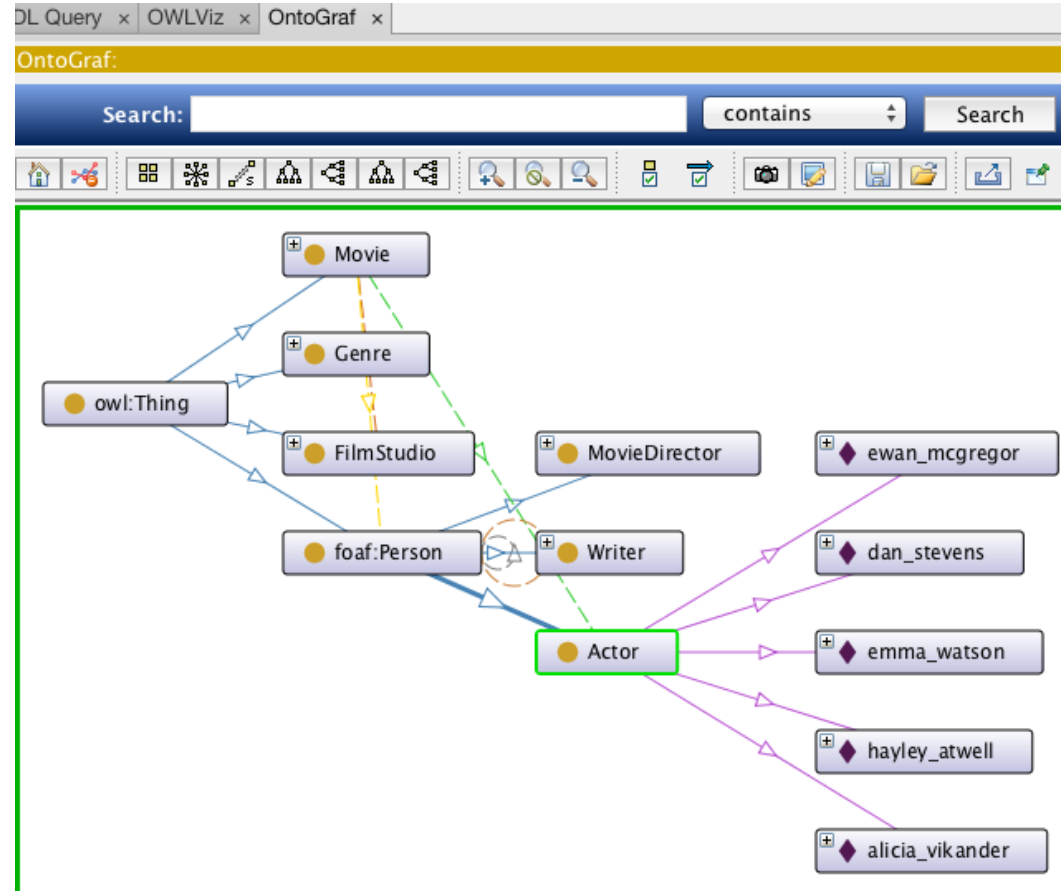 DL Query × OWLViz × OntoGraf ×
OntoGraf:
Search: contains Search
Movie
Genre
owl:Thing
FilmStudio
MovieDirector
ewan_mcgregor
foaf:Person
Writer
dan_stevens
Actor
emma_watson
hayley_atwell
alicia_vikander